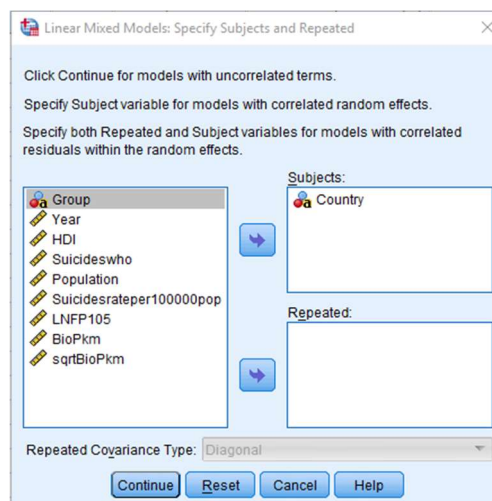 Linear Mixed Models: Specify Subjects and Repeated
Click Continue for models with uncorrelated terms.
Specify Subject variable for models with correlated random effects.
Specify both Repeated and Subject variables for models with correlated
residuals within the random effects.
Group
Year
HDI
Suicideswho
Population
Suicidesrateper100000pop
LNFP105
BioPkm
sqrtBioPkm
Subjects:
Country
Repeated:
Repeated Covariance Type: Diagonal
Continue Reset Cancel Help